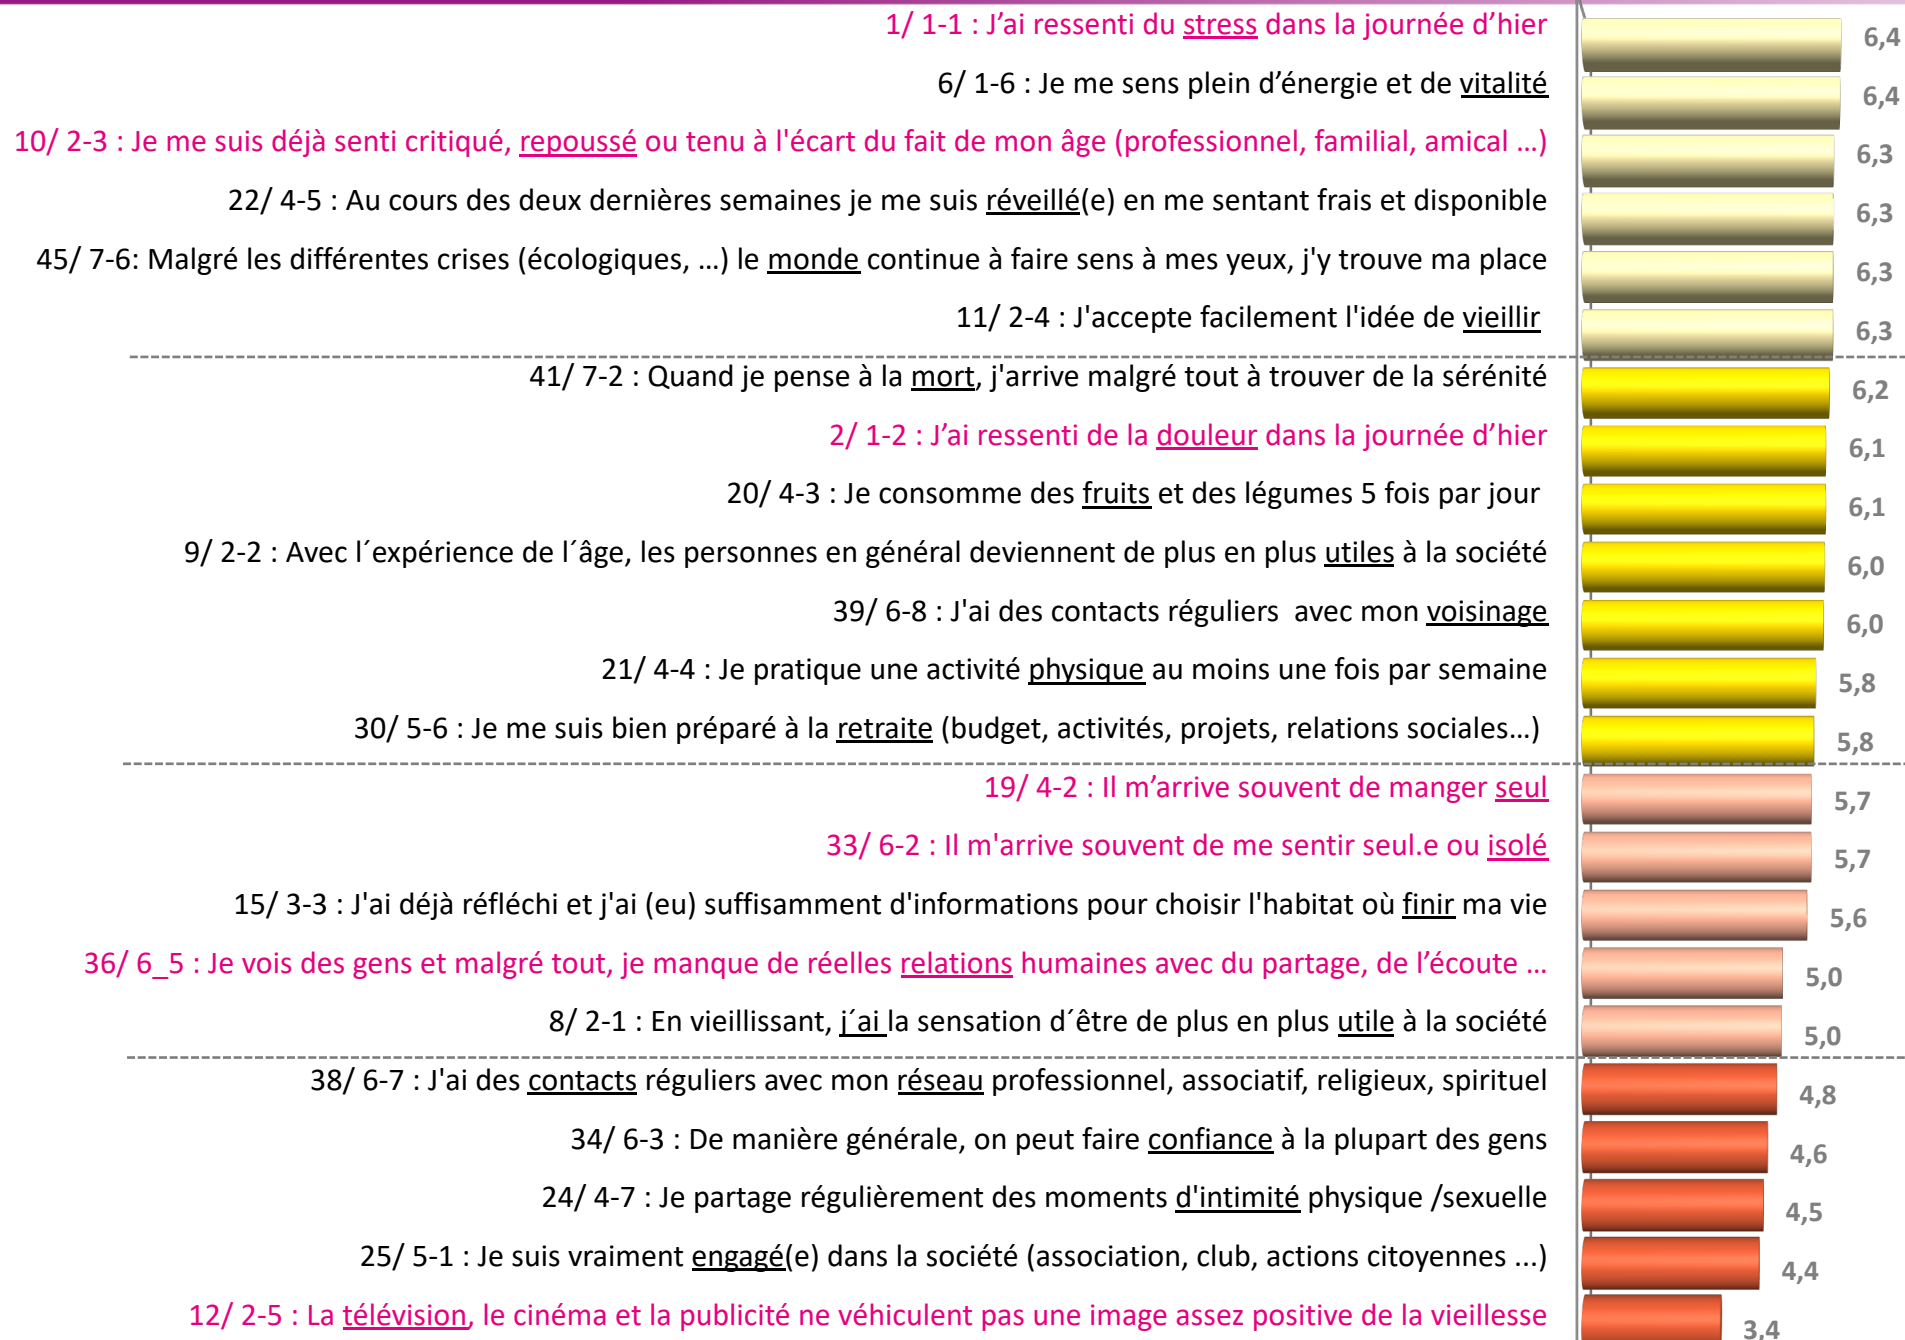 1/ 1-1 : J’ai ressenti du stress dans la journée d’hier 6,4
6/ 1-6 : Je me sens plein d’énergie et de vitalité 6,4
10/ 2-3 : Je me suis déjà senti critiqué, repoussé ou tenu à l'écart du fait de mon âge (professionnel, familial, amical …) 6,3
22/ 4-5 : Au cours des deux dernières semaines je me suis réveillé(e) en me sentant frais et disponible 6,3
45/ 7-6: Malgré les différentes crises (écologiques, …) le monde continue à faire sens à mes yeux, j'y trouve ma place 6,3
11/ 2-4 : J'accepte facilement l'idée de vieillir 6,3
41/ 7-2 : Quand je pense à la mort, j'arrive malgré tout à trouver de la sérénité 6,2
2/ 1-2 : J’ai ressenti de la douleur dans la journée d’hier 6,1
20/ 4-3 : Je consomme des fruits et des légumes 5 fois par jour 6,1
9/ 2-2 : Avec l´expérience de l´âge, les personnes en général deviennent de plus en plus utiles à la société 6,0
39/ 6-8 : J'ai des contacts réguliers  avec mon voisinage 6,0
21/ 4-4 : Je pratique une activité physique au moins une fois par semaine 5,8
30/ 5-6 : Je me suis bien préparé à la retraite (budget, activités, projets, relations sociales…) 5,8
19/ 4-2 : Il m’arrive souvent de manger seul 5,7
33/ 6-2 : Il m'arrive souvent de me sentir seul.e ou isolé 5,7
15/ 3-3 : J'ai déjà réfléchi et j'ai (eu) suffisamment d'informations pour choisir l'habitat où finir ma vie 5,6
36/ 6_5 : Je vois des gens et malgré tout, je manque de réelles relations humaines avec du partage, de l’écoute … 5,0
8/ 2-1 : En vieillissant, j´ai la sensation d´être de plus en plus utile à la société 5,0
38/ 6-7 : J'ai des contacts réguliers avec mon réseau professionnel, associatif, religieux, spirituel 4,8
34/ 6-3 : De manière générale, on peut faire confiance à la plupart des gens 4,6
24/ 4-7 : Je partage régulièrement des moments d'intimité physique /sexuelle 4,5
25/ 5-1 : Je suis vraiment engagé(e) dans la société (association, club, actions citoyennes ...) 4,4
12/ 2-5 : La télévision, le cinéma et la publicité ne véhiculent pas une image assez positive de la vieillesse 3,4